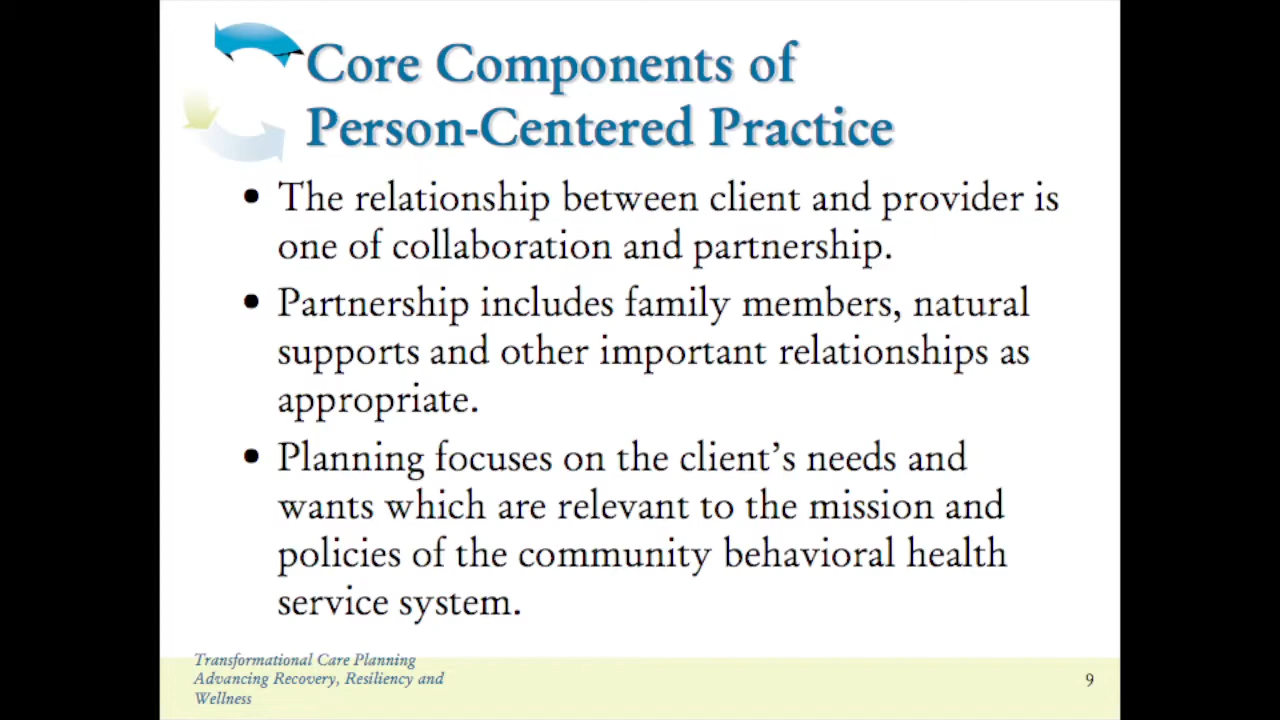 Core Components of
Person-Centered Practice
• The relationship between client and provider is
one of collaboration and partnership.
• Partnership includes family members, natural
supports and other important relationships as
appropriate.
• Planning focuses on the client’s needs and
wants which are relevant to the mission and
policies of the community behavioral health
service system.
Transformational Care Planning
Advancing Recovery, Resiliency and
Wellness
9